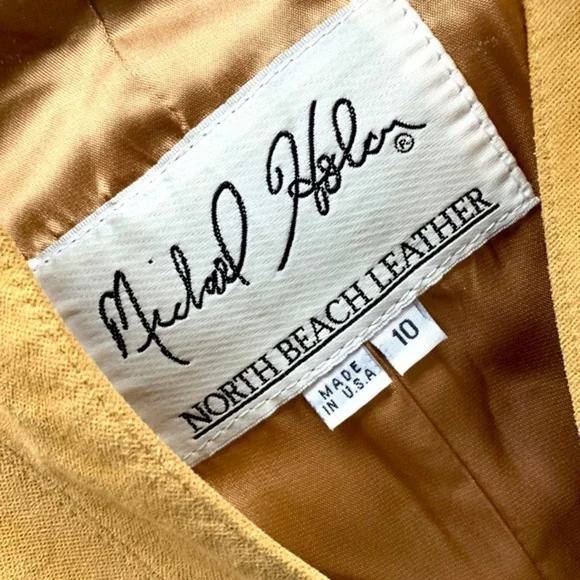 Michael Hoban ®
NORTH BEACH LEATHER
MADE
IN U.S.A
10